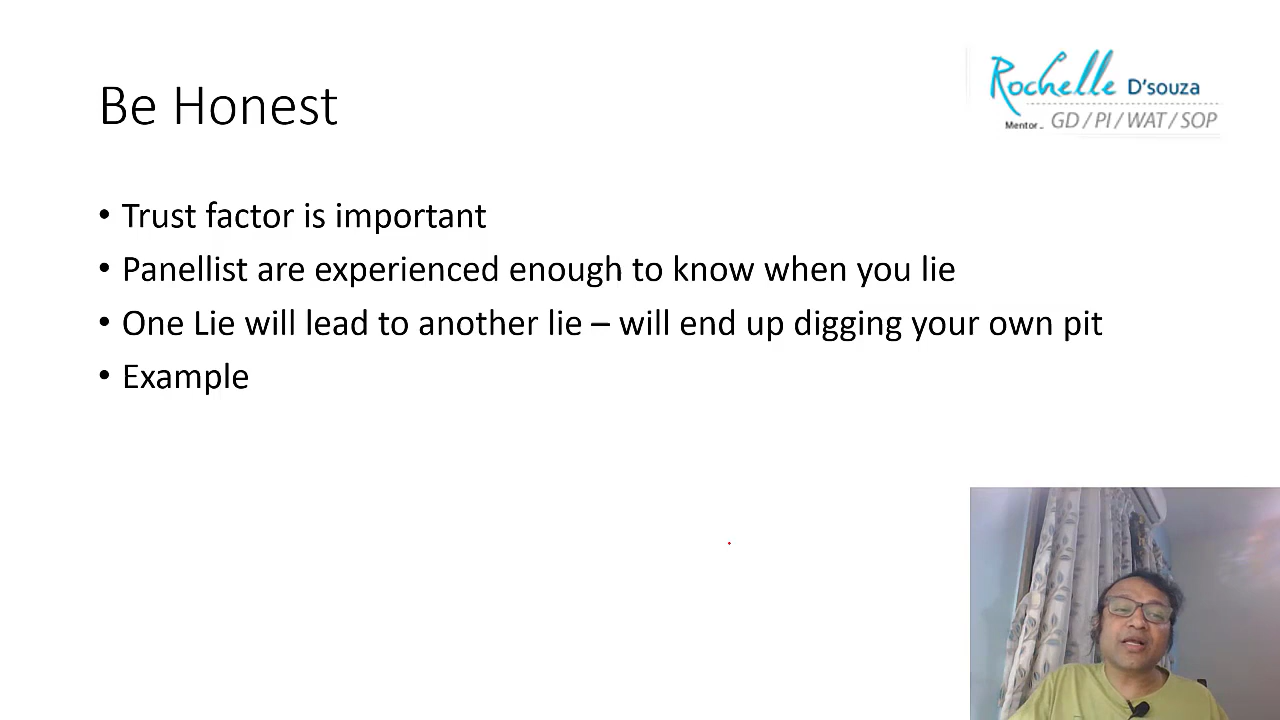 Rochelle D'souza
Mentor... GD / PI / WAT / SOP
Be Honest
• Trust factor is important
• Panellist are experienced enough to know when you lie
• One Lie will lead to another lie – will end up digging your own pit
• Example